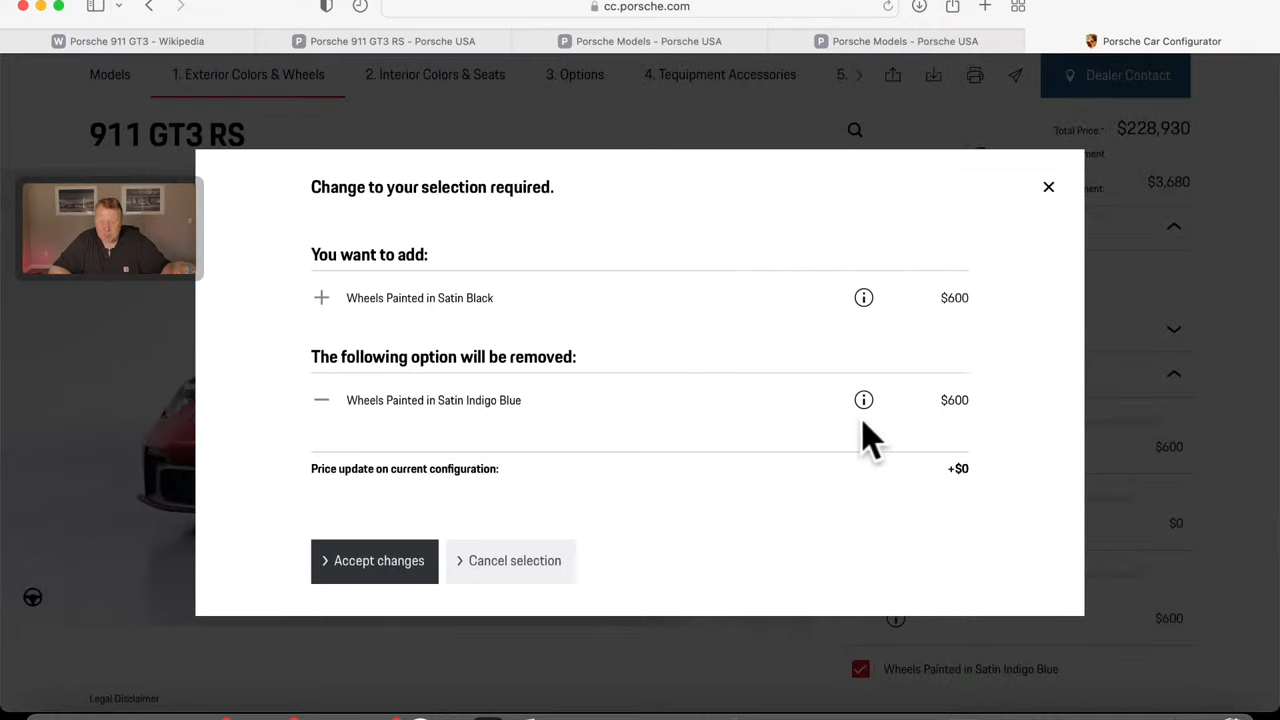 cc.porsche.com
W Porsche 911 GT3 - Wikipedia
P Porsche 911 GT3 RS - Porsche USA
P Porsche Models - Porsche USA
P Porsche Models - Porsche USA
Porsche Car Configurator
Models
1. Exterior Colors & Wheels
2. Interior Colors & Seats
3. Options
4. Tequipment Accessories
5.
Dealer Contact
911 GT3 RS
Total Price:* $228,930
ment
ment: $3,680
Change to your selection required.
You want to add:
Wheels Painted in Satin Black $600
The following option will be removed:
Wheels Painted in Satin Indigo Blue $600
Price update on current configuration: +$0
Accept changes
Cancel selection
$600
$0
$600
Wheels Painted in Satin Indigo Blue
Legal Disclaimer